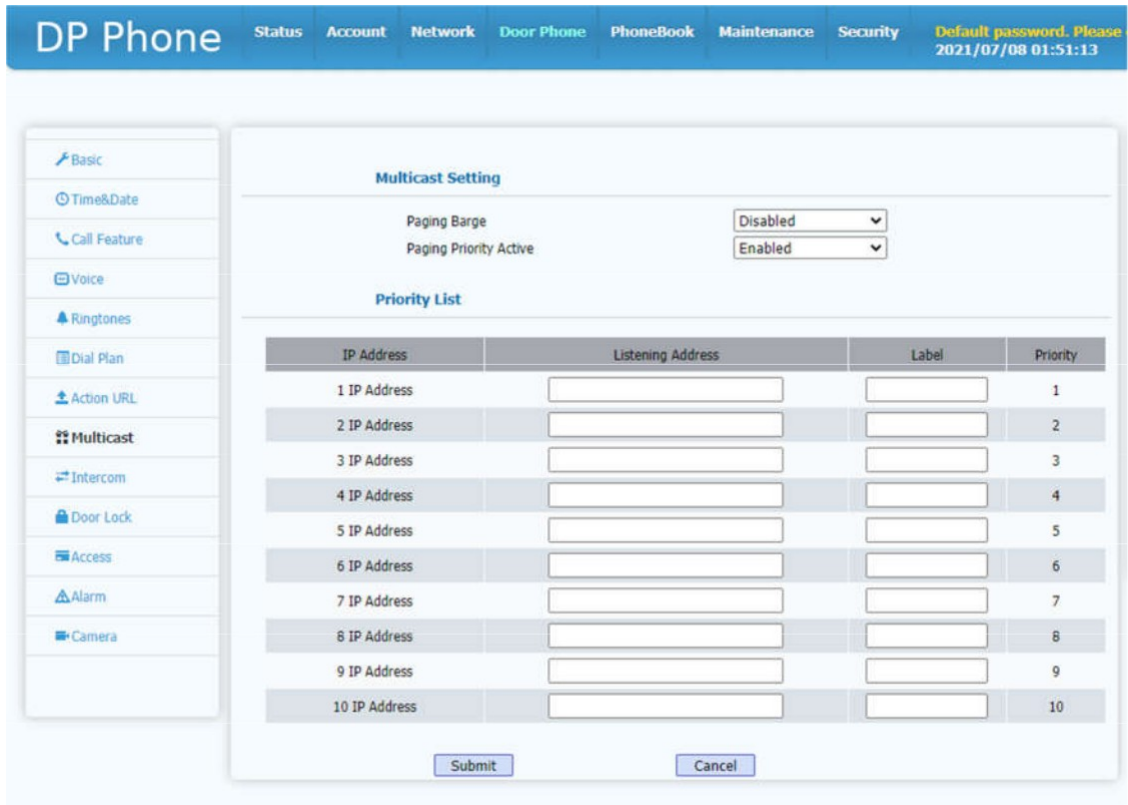 DP Phone Status Account Network Door Phone PhoneBook Maintenance Security Default password. Please
2021/07/08 01:51:13
Basic
Time&Date
Call Feature
Voice
Ringtones
Dial Plan
Action URL
Multicast
Intercom
Door Lock
Access
Alarm
Camera
Multicast Setting
Paging Barge Disabled
Paging Priority Active Enabled
Priority List
IP Address Listening Address Label Priority
1 IP Address 1
2 IP Address 2
3 IP Address 3
4 IP Address 4
5 IP Address 5
6 IP Address 6
7 IP Address 7
8 IP Address 8
9 IP Address 9
10 IP Address 10
Submit Cancel